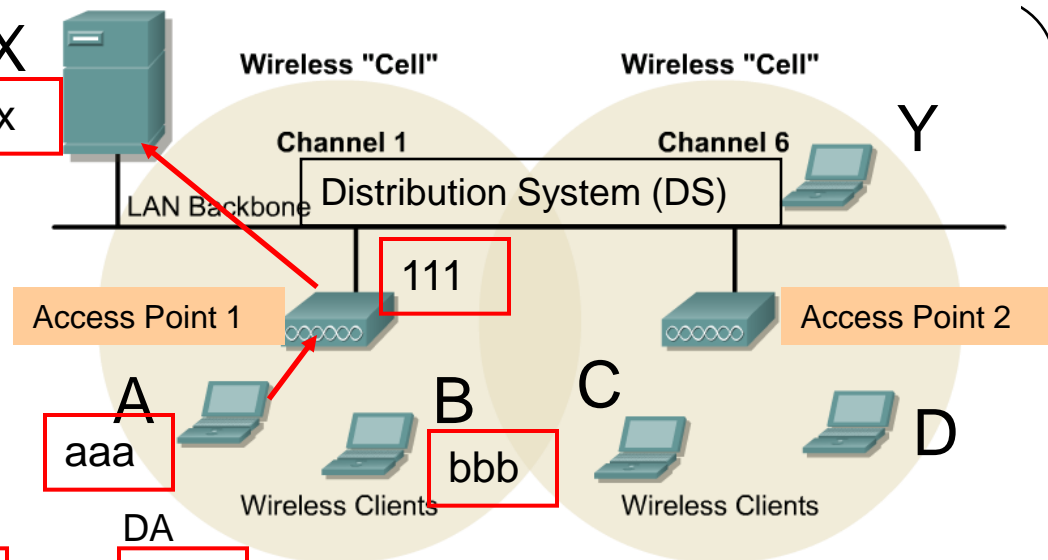 X
x
Wireless "Cell"
Wireless "Cell"
Channel 1
Channel 6
Y
Distribution System (DS)
LAN Backbone
111
Access Point 1
Access Point 2
A
B
C
D
aaa
bbb
Wireless Clients
Wireless Clients
DA